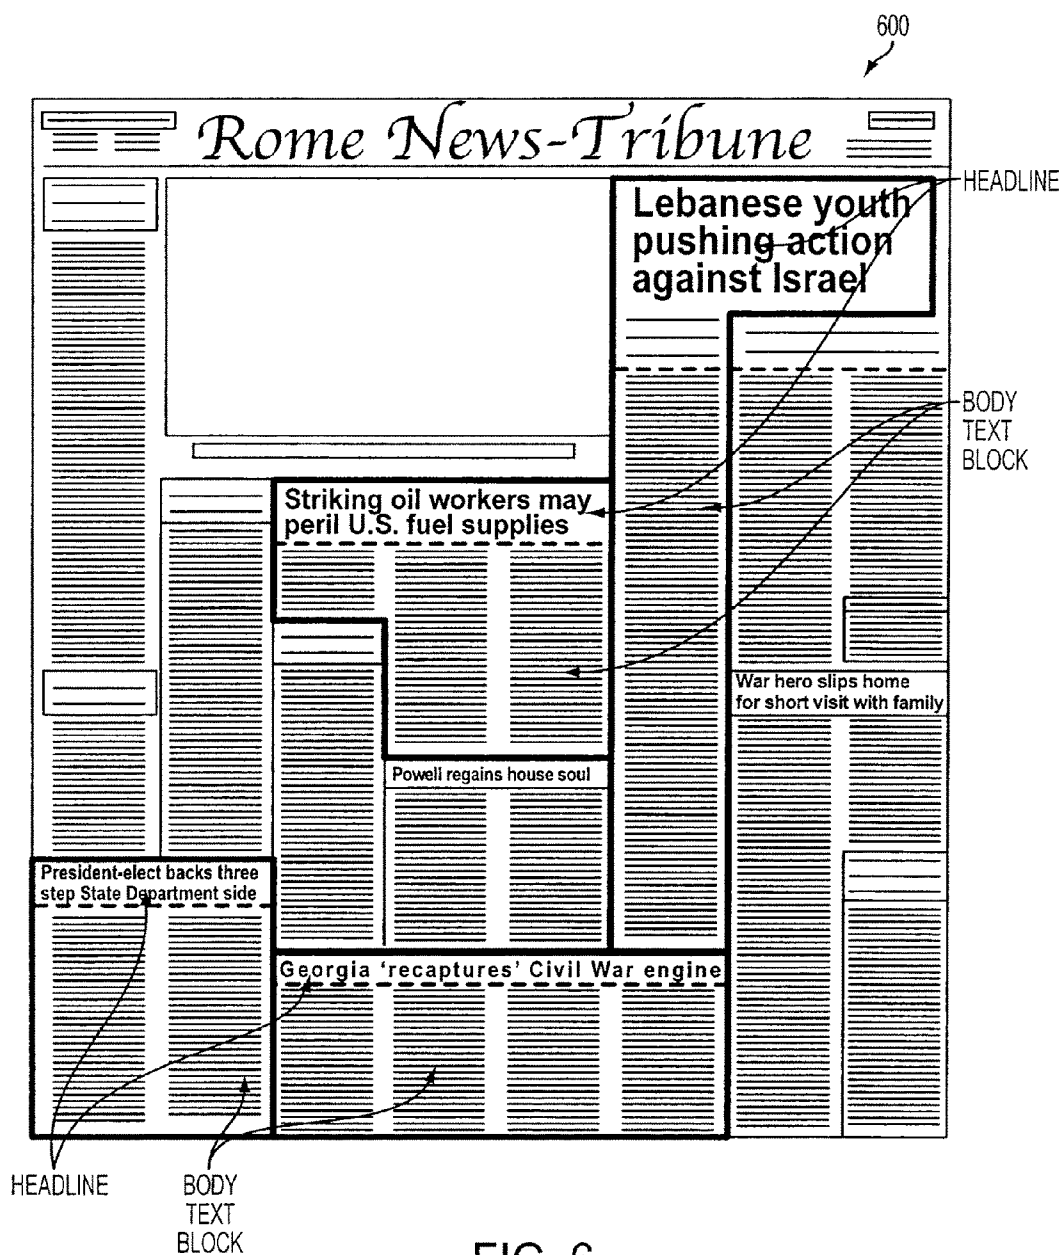 600
Rome News-Tribune
HEADLINE
Lebanese youth
pushing action
against Israel
BODY
TEXT
BLOCK
Striking oil workers may
peril U.S. fuel supplies
War hero slips home
for short visit with family
Powell regains house soul
President-elect backs three
step State Department side
Georgia ‘recaptures’ Civil War engine
HEADLINE
BODY
TEXT
BLOCK
FIG. 6